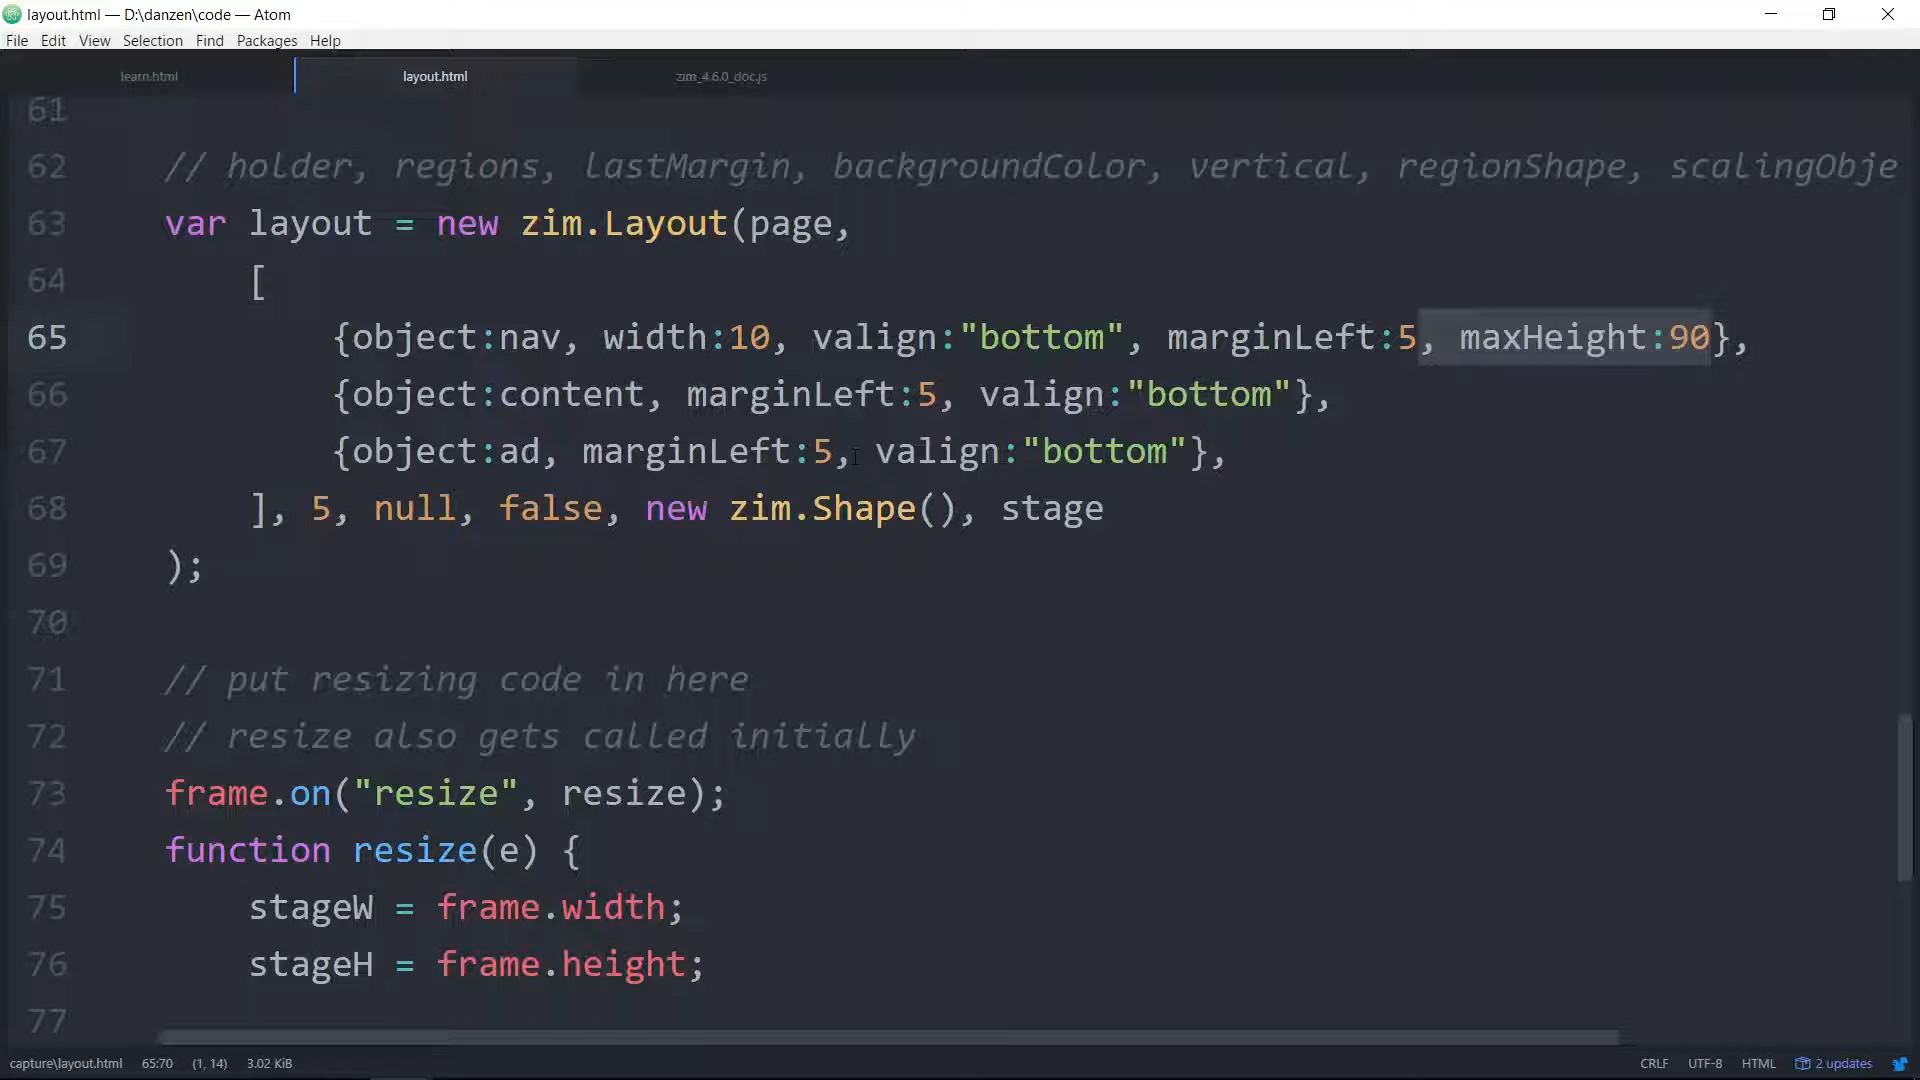 layout.html — D:\danzen\code — Atom
File Edit View Selection Find Packages Help
learn.html layout.html zim_4.6.0_doc.js
61
62 // holder, regions, lastMargin, backgroundColor, vertical, regionShape, scalingObje
63 var layout = new zim.Layout(page,
64 [
65 {object:nav, width:10, valign:"bottom", marginLeft:5, maxHeight:90},
66 {object:content, marginLeft:5, valign:"bottom"},
67 {object:ad, marginLeft:5, valign:"bottom"},
68 ], 5, null, false, new zim.Shape(), stage
69 );
70
71 // put resizing code in here
72 // resize also gets called initially
73 frame.on("resize", resize);
74 function resize(e) {
75 stageW = frame.width;
76 stageH = frame.height;
77
capture\layout.html 65:70 (1, 14) 3.02 KiB CRLF UTF-8 HTML 2 updates